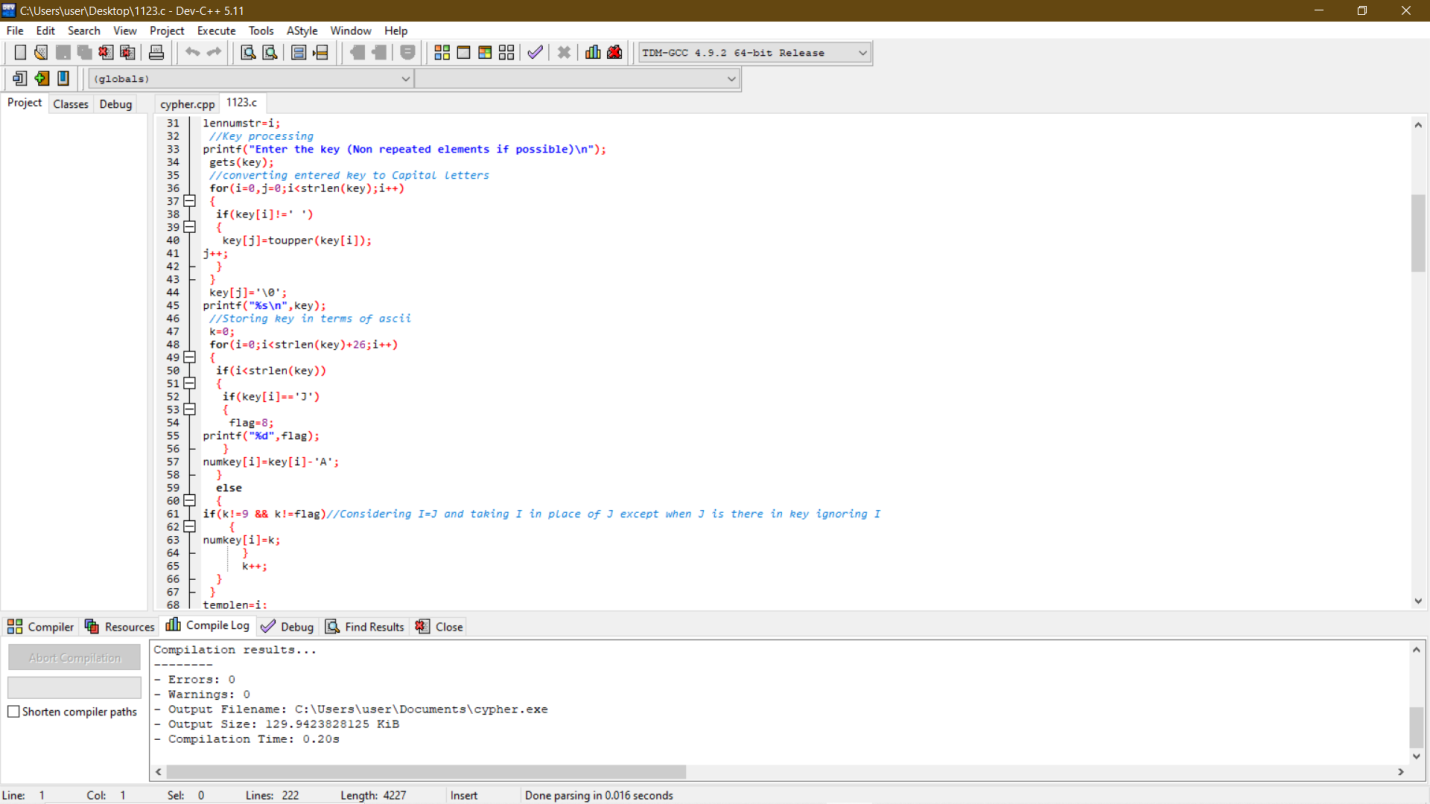 C:\Users\user\Desktop\1123.c - Dev-C++ 5.11
File Edit Search View Project Execute Tools AStyle Window Help
TDM-GCC 4.9.2 64-bit Release
(globals)
Project Classes Debug cypher.cpp 1123.c
31 lennumstr=i;
32 //Key processing
33 printf("Enter the key (Non repeated elements if possible)\n");
34 gets(key);
35 //converting entered key to Capital letters
36 for(i=0,j=0;i<strlen(key);i++)
37 {
38 if(key[i]!=' ')
39 {
40 key[j]=toupper(key[i]);
41 j++;
42 }
43 }
44 key[j]='\0';
45 printf("%s\n",key);
46 //Storing key in terms of ascii
47 k=0;
48 for(i=0;i<strlen(key)+26;i++)
49 {
50 if(i<strlen(key))
51 {
52 if(key[i]=='J')
53 {
54 flag=8;
55 printf("%d",flag);
56 }
57 numkey[i]=key[i]-'A';
58 }
59 else
60 {
61 if(k!=9 && k!=flag)//Considering I=J and taking I in place of J except when J is there in key ignoring I
62 {
63 numkey[i]=k;
64 }
65 k++;
66 }
67 }
68 templen=i;
Compiler Resources Compile Log Debug Find Results Close
Abort Compilation
Shorten compiler paths
Compilation results...
--------
- Errors: 0
- Warnings: 0
- Output Filename: C:\Users\user\Documents\cypher.exe
- Output Size: 129.9423828125 KiB
- Compilation Time: 0.20s
Line: 1 Col: 1 Sel: 0 Lines: 222 Length: 4227 Insert Done parsing in 0.016 seconds